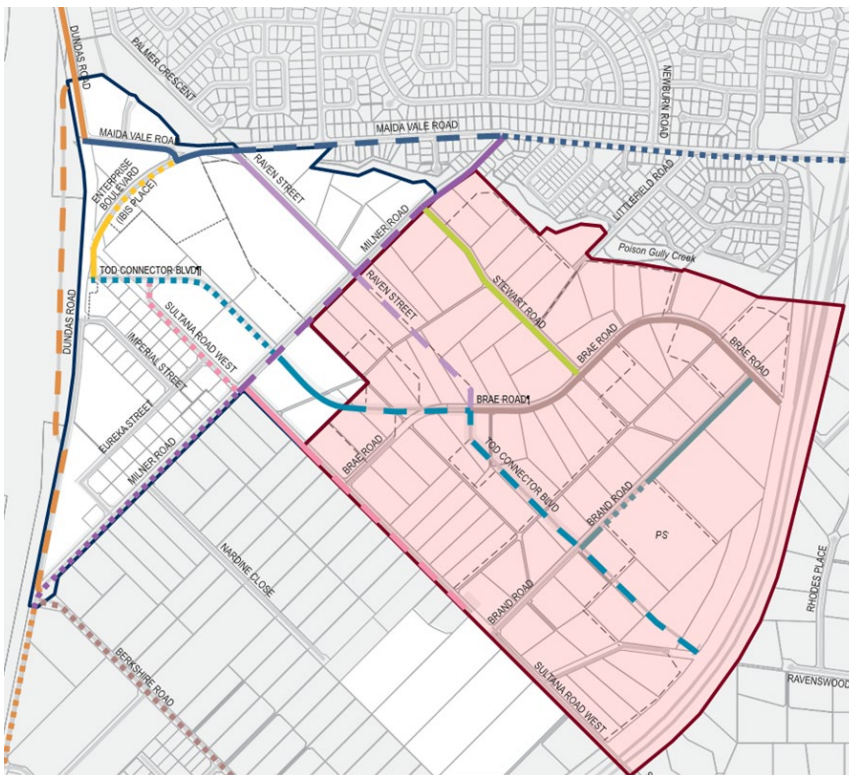 DUNDAS ROAD
PALMER CRESCENT
MAIDA VALE ROAD
MAIDA VALE ROAD
NEWBURN ROAD
ENTERPRISE
BOULEVARD
(IBIS PLACE)
RAVEN STREET
LITTLEFIELD ROAD
MILNER ROAD
Poison Gully Creek
TOD CONNECTOR BLVD¶
RAVEN STREET
STEWART ROAD
DUNDAS ROAD
SULTANA ROAD WEST
IMPERIAL STREET
BRAE ROAD
BRAE ROAD
EUREKA STREET
BRAE ROAD¶
MILNER ROAD
BRAE ROAD
TOD CONNECTOR BLVD
BRAND ROAD
PS
NARDINE CLOSE
RHODES PLACE
BRAND ROAD
BERKSHIRE ROAD
SULTANA ROAD WEST
RAVENSWOOD